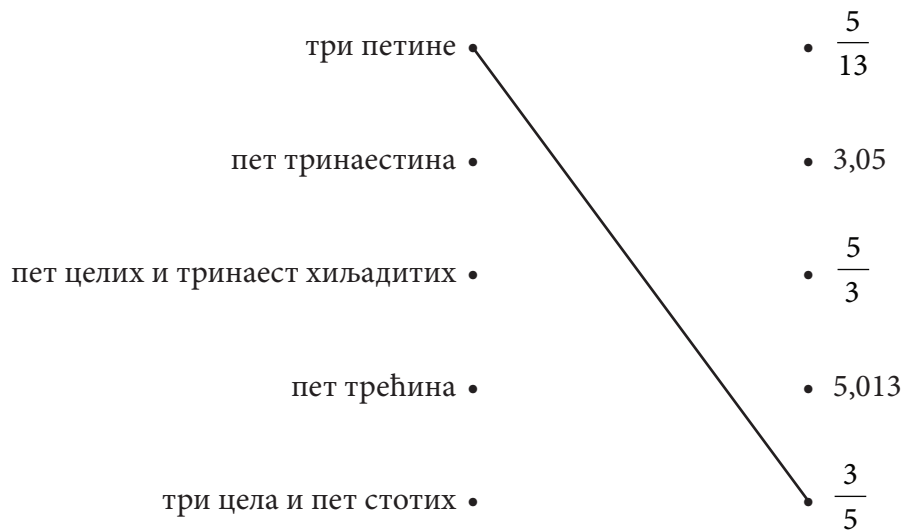 три петине • • 5/13
пет тринаестина • • 3,05
пет целих и тринаест хиљадитих • • 5/3
пет трећина • • 5,013
три цела и пет стотих • • 3/5